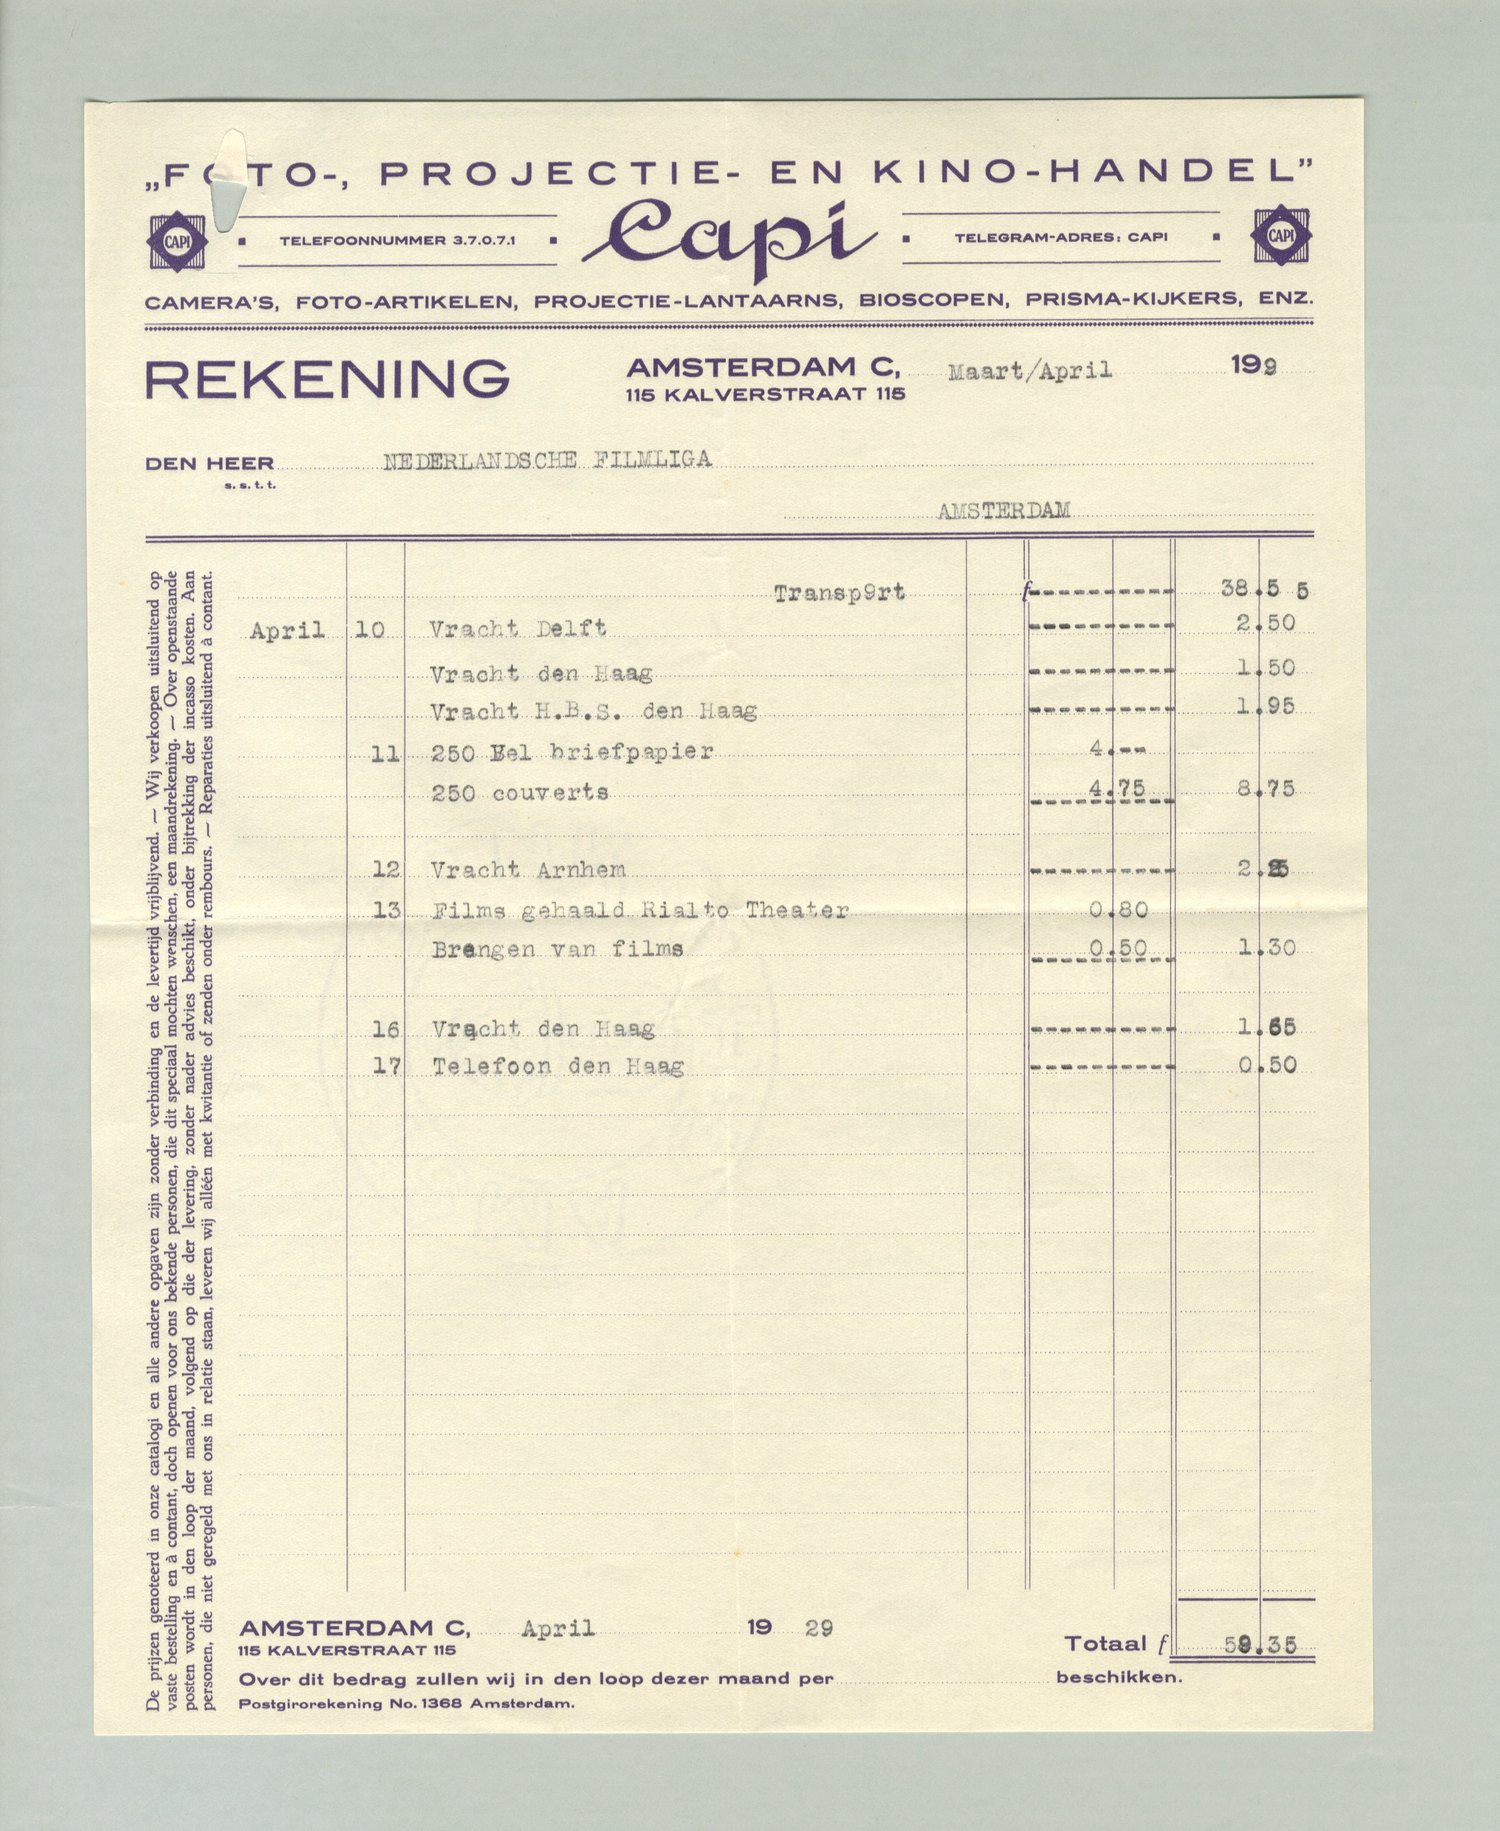 „FOTO-, PROJECTIE- EN KINO-HANDEL”
CAPI
TELEFOONNUMMER 3.7.0.7.1
Capi
TELEGRAM-ADRES: CAPI
CAPI
CAMERA'S, FOTO-ARTIKELEN, PROJECTIE-LANTAARNS, BIOSCOPEN, PRISMA-KIJKERS, ENZ.
REKENING AMSTERDAM C, Maart/April 199
115 KALVERSTRAAT 115
DEN HEER NEDERLANDSCHE FILMLIGA
s. s. t. t.
AMSTERDAM
Transp9rt f---------- 38.5 5
April 10 Vracht Delft ---------- 2.50
Vracht den Haag ---------- 1.50
Vracht H.B.S. den Haag ---------- 1.95
11 250 Vel briefpapier 4.--
250 couverts 4.75 8.75
12 Vracht Arnhem ----------
13 Films gehaald Rialto Theater 0.80
Brengen van films 0.50 1.30
16 Vracht den Haag ---------- 1.65
17 Telefoon den Haag ---------- 0.50
De prijzen genoteerd in onze catalogi en alle andere opgaven zijn zonder verbinding en de levertijd vrijblijvend. — Wij verkoopen uitsluitend op
vaste bestelling en à contant, doch openen voor ons bekende personen, die dit speciaal mochten wenschen, een maandrekening. — Over openstaande
posten wordt in den loop der maand, volgend op die der levering, zonder nader advies beschikt, onder bijtrekking der incasso kosten. Aan
personen, die niet geregeld met ons in relatie staan, leveren wij alléén met kwitantie of zenden onder rembours. — Reparaties uitsluitend à contant.
AMSTERDAM C, April 19 29
115 KALVERSTRAAT 115
Totaal f 59.35
Over dit bedrag zullen wij in den loop dezer maand per beschikken.
Postgirorekening No. 1368 Amsterdam.